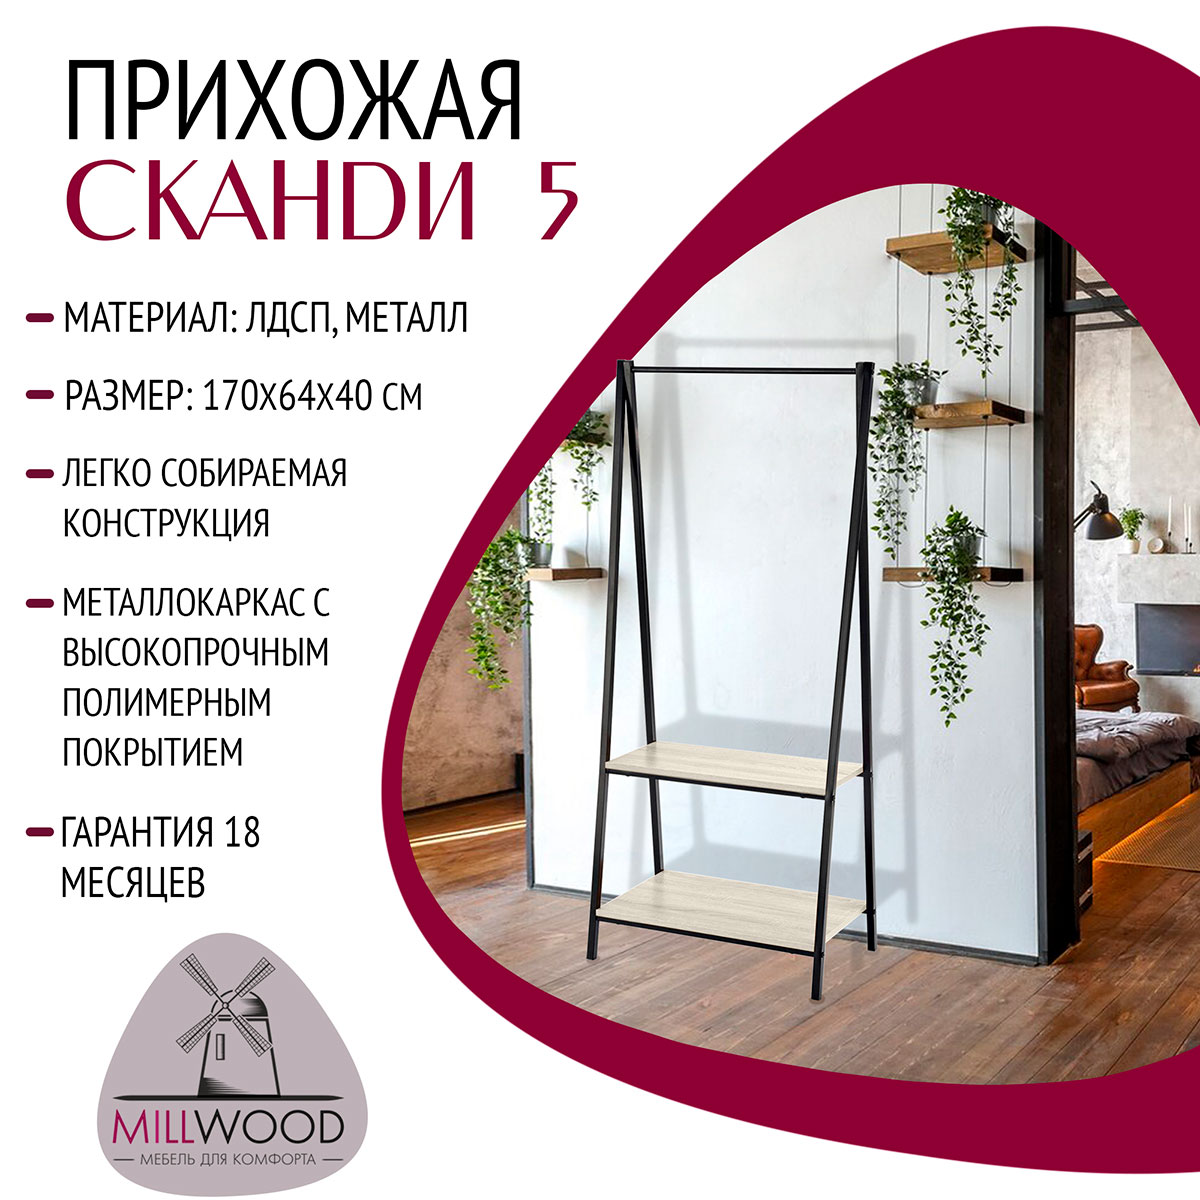 ПРИХОЖАЯ
СКАНДИ 5
МАТЕРИАЛ: ЛДСП, МЕТАЛЛ
РАЗМЕР: 170Х64Х40 СМ
ЛЕГКО СОБИРАЕМАЯ
КОНСТРУКЦИЯ
МЕТАЛЛОКАРКАС С
ВЫСОКОПРОЧНЫМ
ПОЛИМЕРНЫМ
ПОКРЫТИЕМ
ГАРАНТИЯ 18
МЕСЯЦЕВ
MILLWOOD
МЕБЕЛЬ ДЛЯ КОМФОРТА